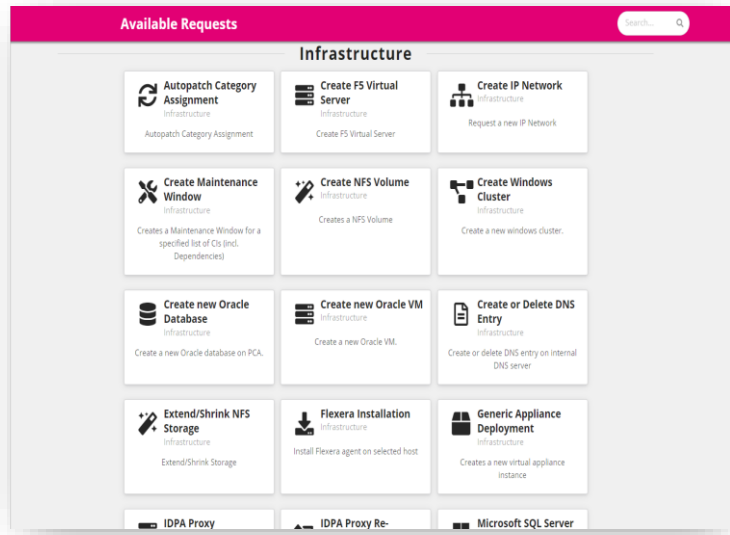 Available Requests
Search...
Infrastructure
Autopatch Category
Assignment
Infrastructure
Autopatch Category Assignment
Create F5 Virtual
Server
Infrastructure
Create F5 Virtual Server
Create IP Network
Infrastructure
Request a new IP Network
Create Maintenance
Window
Infrastructure
Creates a Maintenance Window for a
specified list of CIs (incl.
Dependencies)
Create NFS Volume
Infrastructure
Creates a NFS Volume
Create Windows
Cluster
Infrastructure
Create a new windows cluster.
Create new Oracle
Database
Infrastructure
Create a new Oracle database on PCA.
Create new Oracle VM
Infrastructure
Create a new Oracle VM.
Create or Delete DNS
Entry
Infrastructure
Create or delete DNS entry on internal
DNS server
Extend/Shrink NFS
Storage
Infrastructure
Extend/Shrink Storage
Flexera Installation
Infrastructure
Install Flexera agent on selected host
Generic Appliance
Deployment
Infrastructure
Creates a new virtual appliance
instance
IDPA Proxy
IDPA Proxy Re-
Microsoft SQL Server